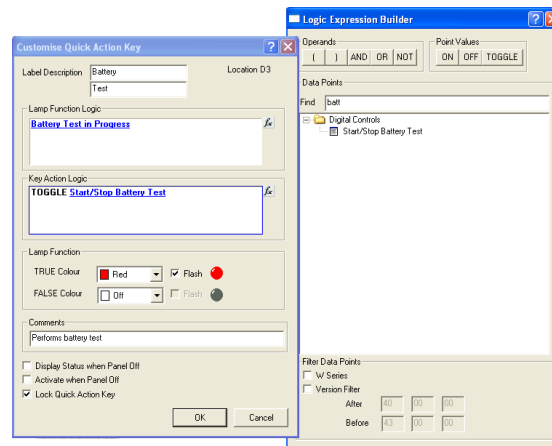 Customise Quick Action Key
Label Description Battery Location D3
Test
Lamp Function Logic
Battery Test in Progress
fx
Key Action Logic
TOGGLE Start/Stop Battery Test
fx
Lamp Function
TRUE Colour Red Flash
FALSE Colour Off Flash
Comments
Performs battery test
Display Status when Panel Off
Activate when Panel Off
Lock Quick Action Key
OK Cancel
Logic Expression Builder
Operands
( ) AND OR NOT
Point Values
ON OFF TOGGLE
Data Points
Find batt
Digital Controls
Start/Stop Battery Test
Filter Data Points
W Series
Version Filter
After 40 00 00
Before 43 00 00